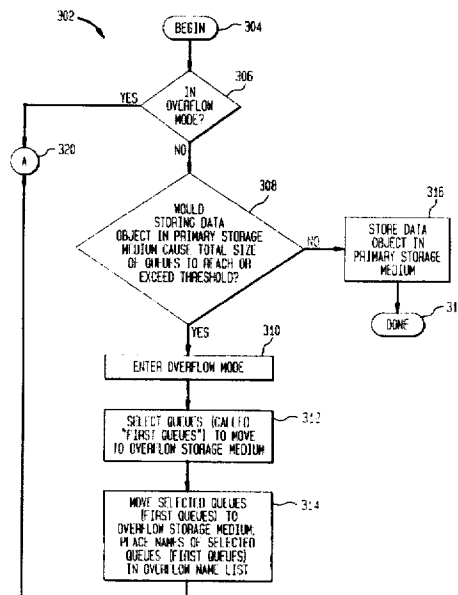 302
BEGIN
304
306
IN
OVERFLOW
MODE?
YES
NO
A
320
308
WOULD
STORING DATA
OBJECT IN PRIMARY STORAGE
MEDIUM CAUSE TOTAL SIZE
OF QUEUES TO REACH OR
EXCEED THRESHOLD?
NO
316
STORE DATA
OBJECT IN
PRIMARY STORAGE
MEDIUM
31
DONE
YES
310
ENTER OVERFLOW MODE
312
SELECT QUEUES (CALLED
"FIRST QUEUES") TO MOVE
TO OVERFLOW STORAGE MEDIUM
314
MOVE SELECTED QUEUES
(FIRST QUEUES) TO
OVERFLOW STORAGE MEDIUM;
PLACE NAMES OF SELECTED
QUEUES (FIRST QUEUES)
IN OVERFLOW NAME LIST